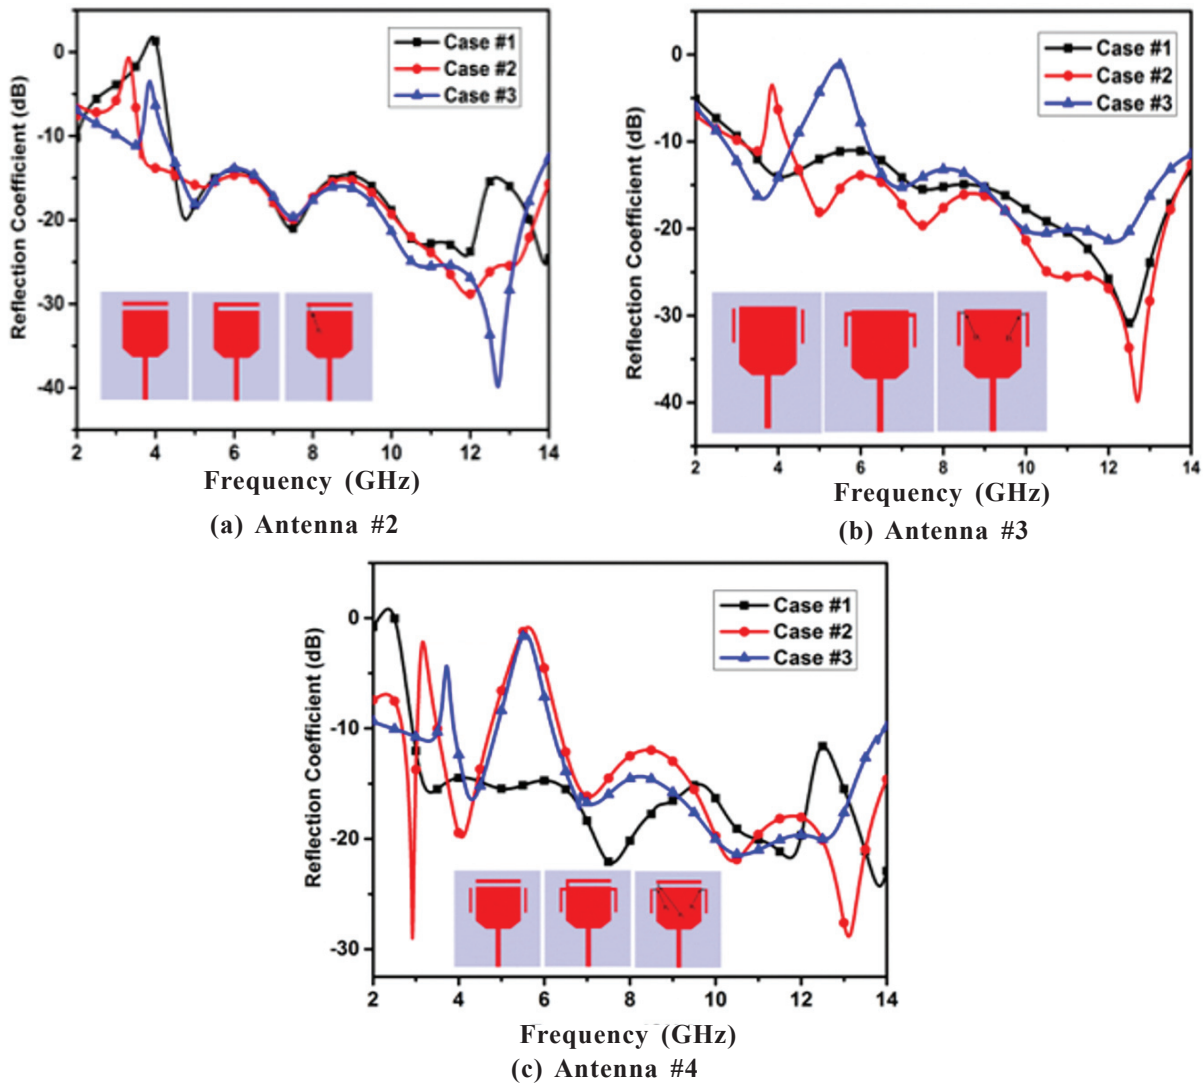 Case #1
Case #2
Case #3
0
-10
-20
-30
-40
Reflection Coefficient (dB)
2 4 6 8 10 12 14
Frequency (GHz)
(a) Antenna #2
Case #1
Case #2
Case #3
0
-10
-20
-30
-40
Reflection Coefficient (dB)
2 4 6 8 10 12 14
Frequency (GHz)
(b) Antenna #3
Case #1
Case #2
Case #3
0
-10
-20
-30
Reflection Coefficient (dB)
2 4 6 8 10 12 14
Frequency (GHz)
(c) Antenna #4